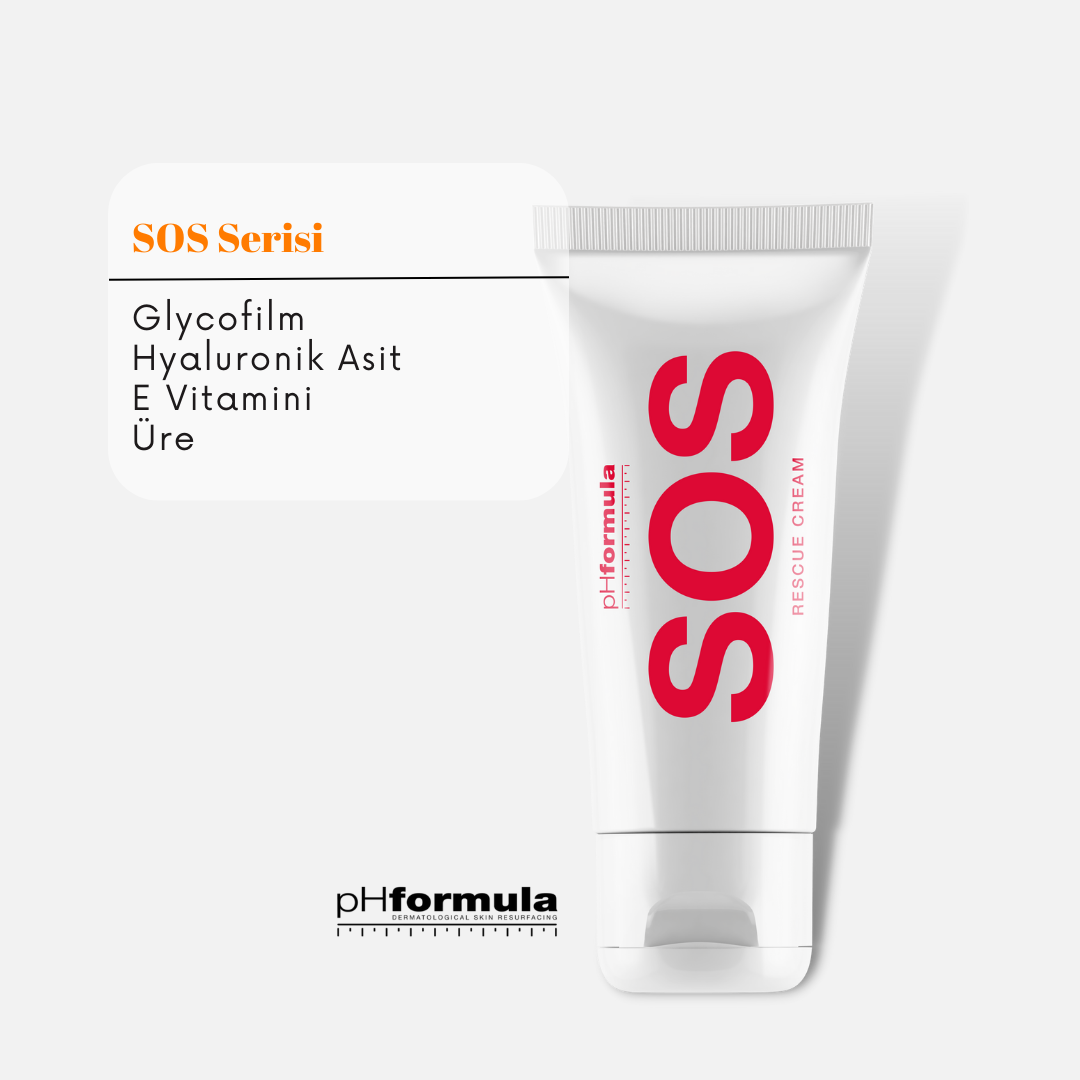 SOS Serisi
Glycofilm
Hyaluronik Asit
E Vitamini
Üre
pHformula
SOS
RESCUE CREAM
pHformula
DERMATOLOGICAL SKIN RESURFACING